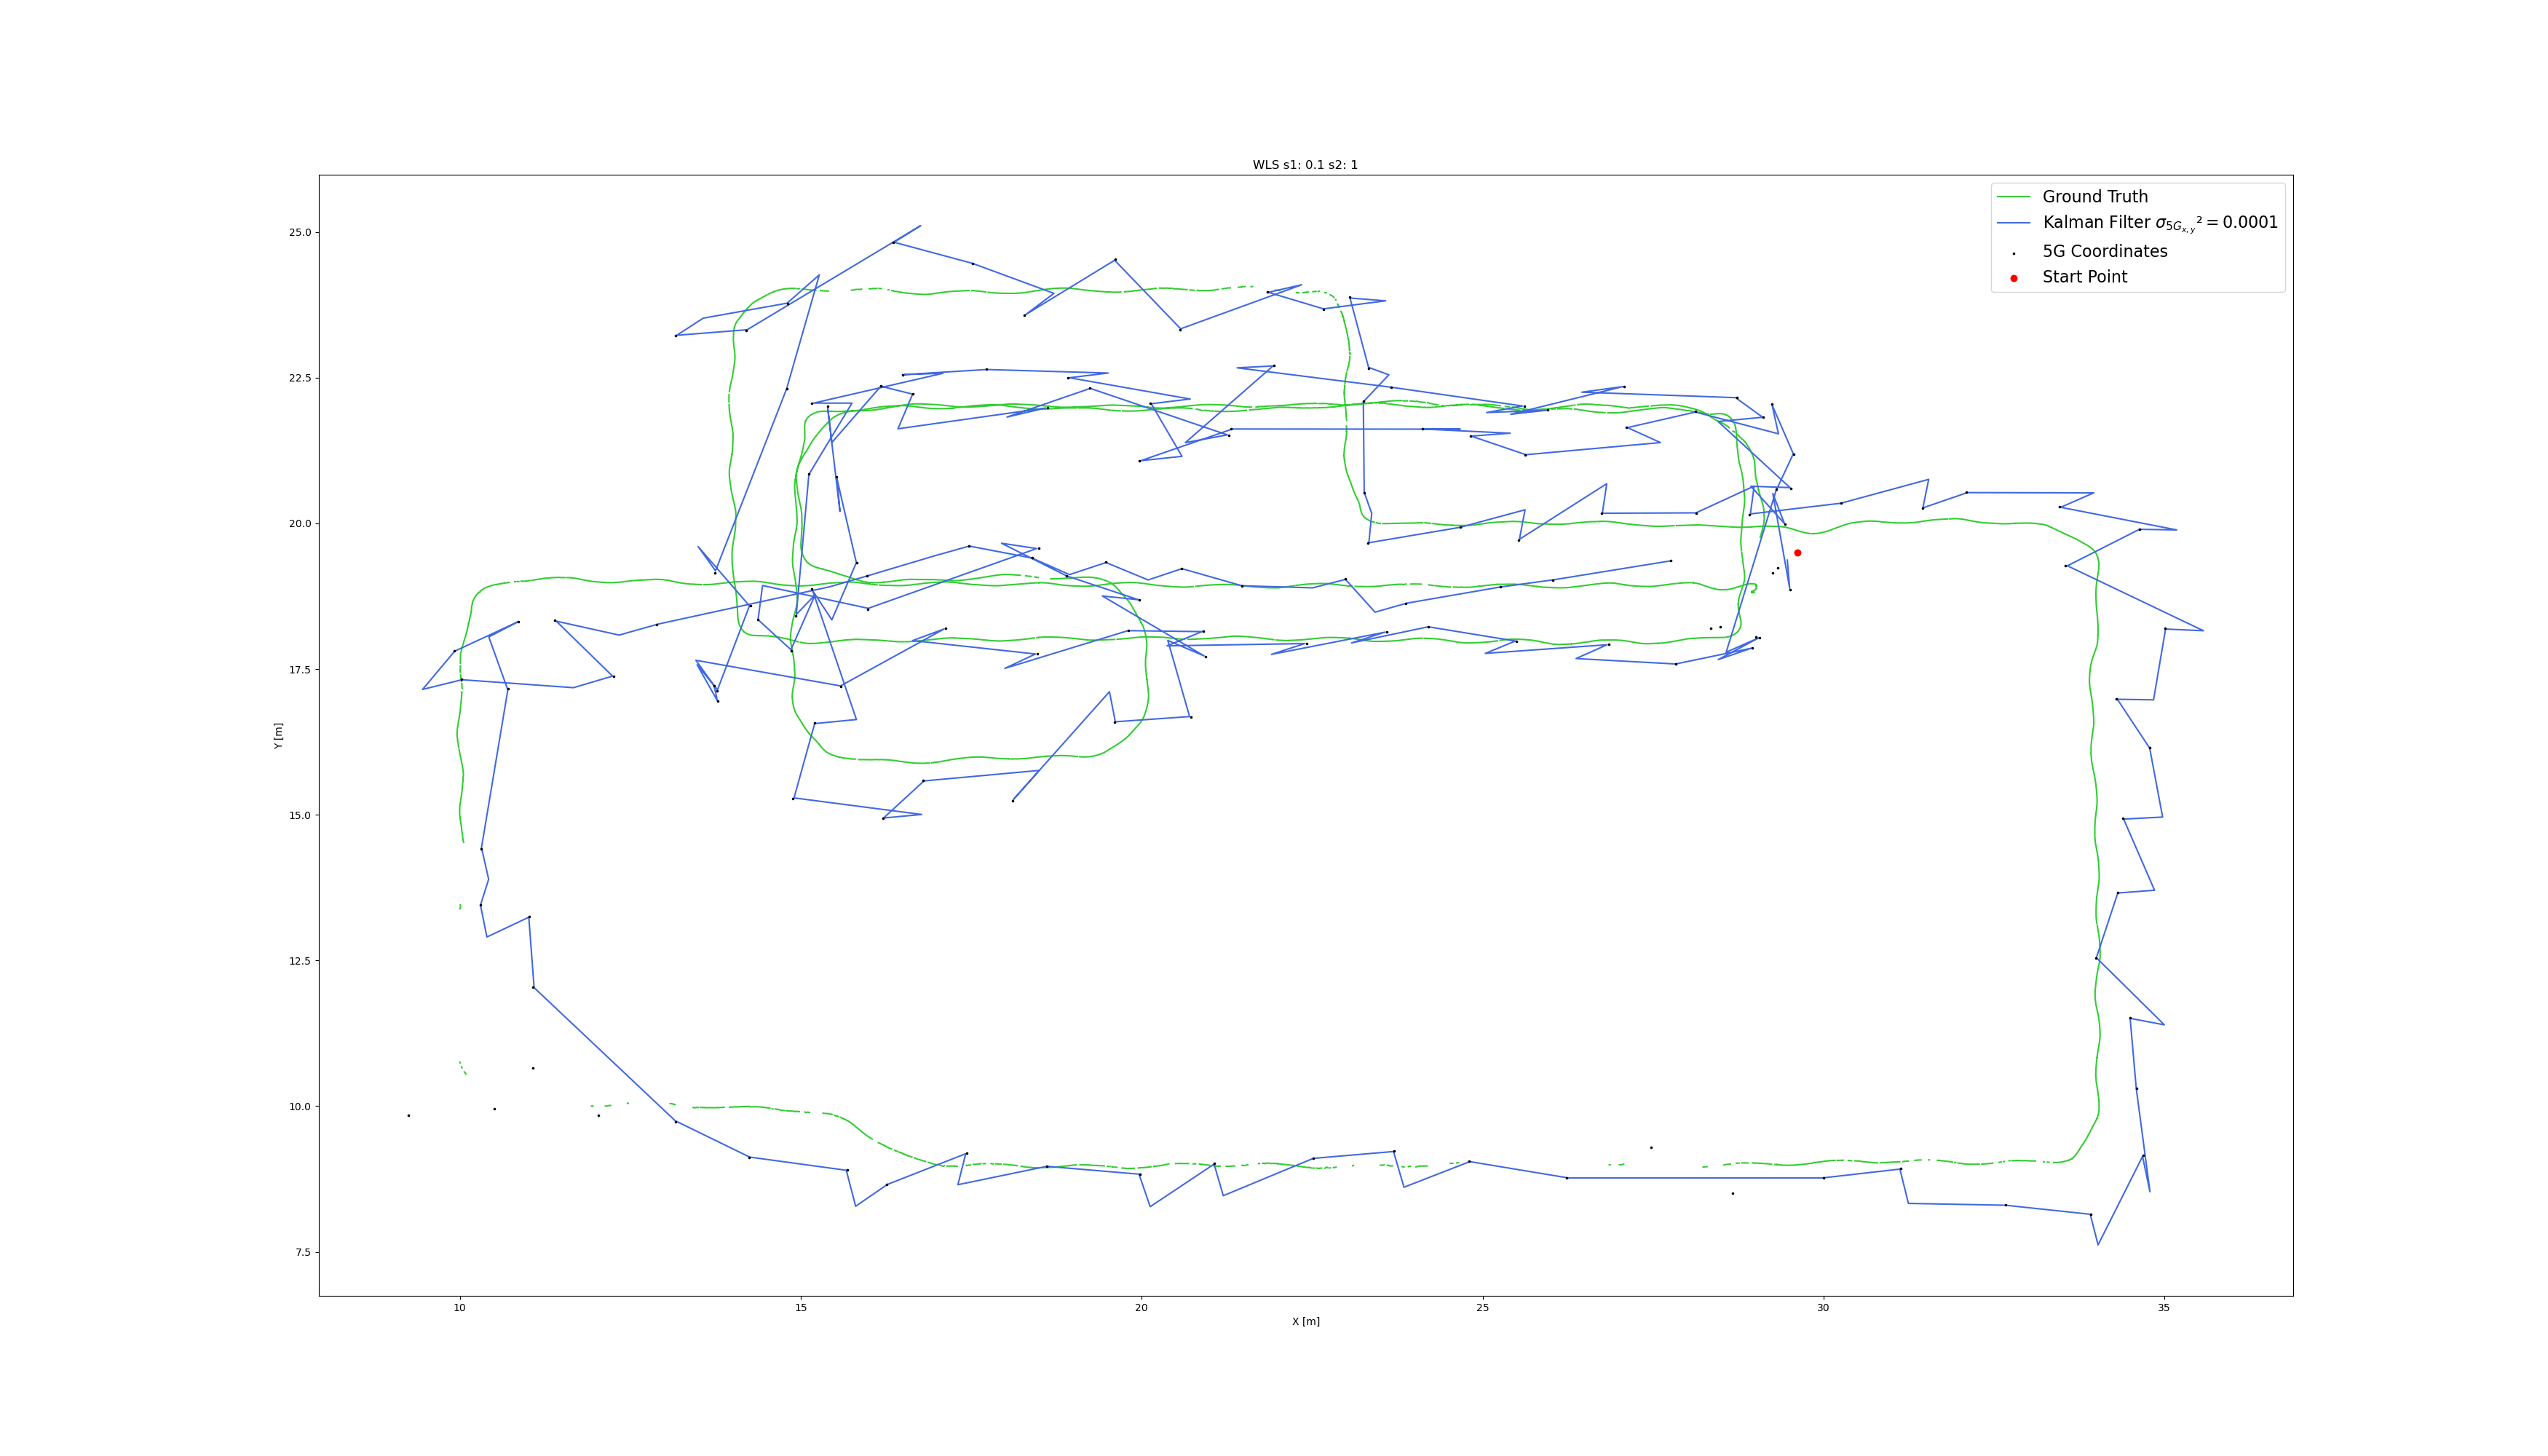 WLS s1: 0.1 s2: 1
Ground Truth
Kalman Filter σ₅G_{x,y}² = 0.0001
5G Coordinates
Start Point
25.0
22.5
20.0
17.5
15.0
12.5
10.0
7.5
Y [m]
10 15 20 25 30 35
X [m]